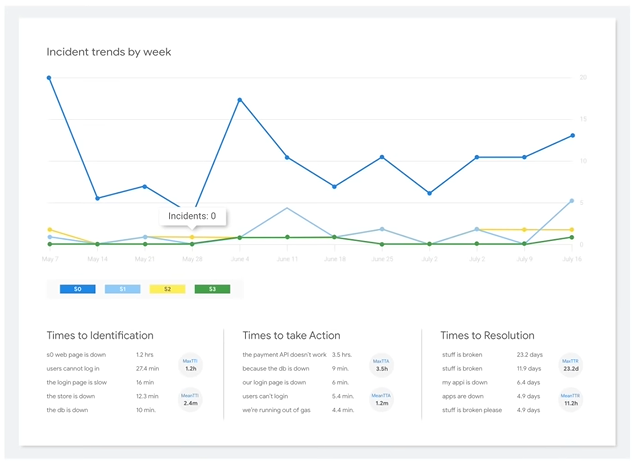 Incident trends by week
20
15
10
5
0
Incidents: 0
May 7 May 14 May 21 May 28 June 4 June 11 June 18 June 25 July 2 July 2 July 9 July 16
S0 S1 S2 S3
Times to Identification
s0 web page is down 1.2 hrs
users cannot log in 27.4 min
the login page is slow 16 min
the store is down 12.3 min
the db is down 10 min.
MaxTTI
1.2h
MeanTTI
2.4m
Times to take Action
the payment API doesn't work 3.5 hrs.
because the db is down 9 min.
our login page is down 6 min.
users can't login 5.4 min.
we're running out of gas 4.4 min.
MaxTTA
3.5h
MeanTTA
1.2m
Times to Resolution
stuff is broken 23.2 days
stuff is broken 11.9 days
my appi is down 6.4 days
apps are down 4.9 days
stuff is broken please 4.9 days
MaxTTR
23.2d
MeanTTR
11.2h